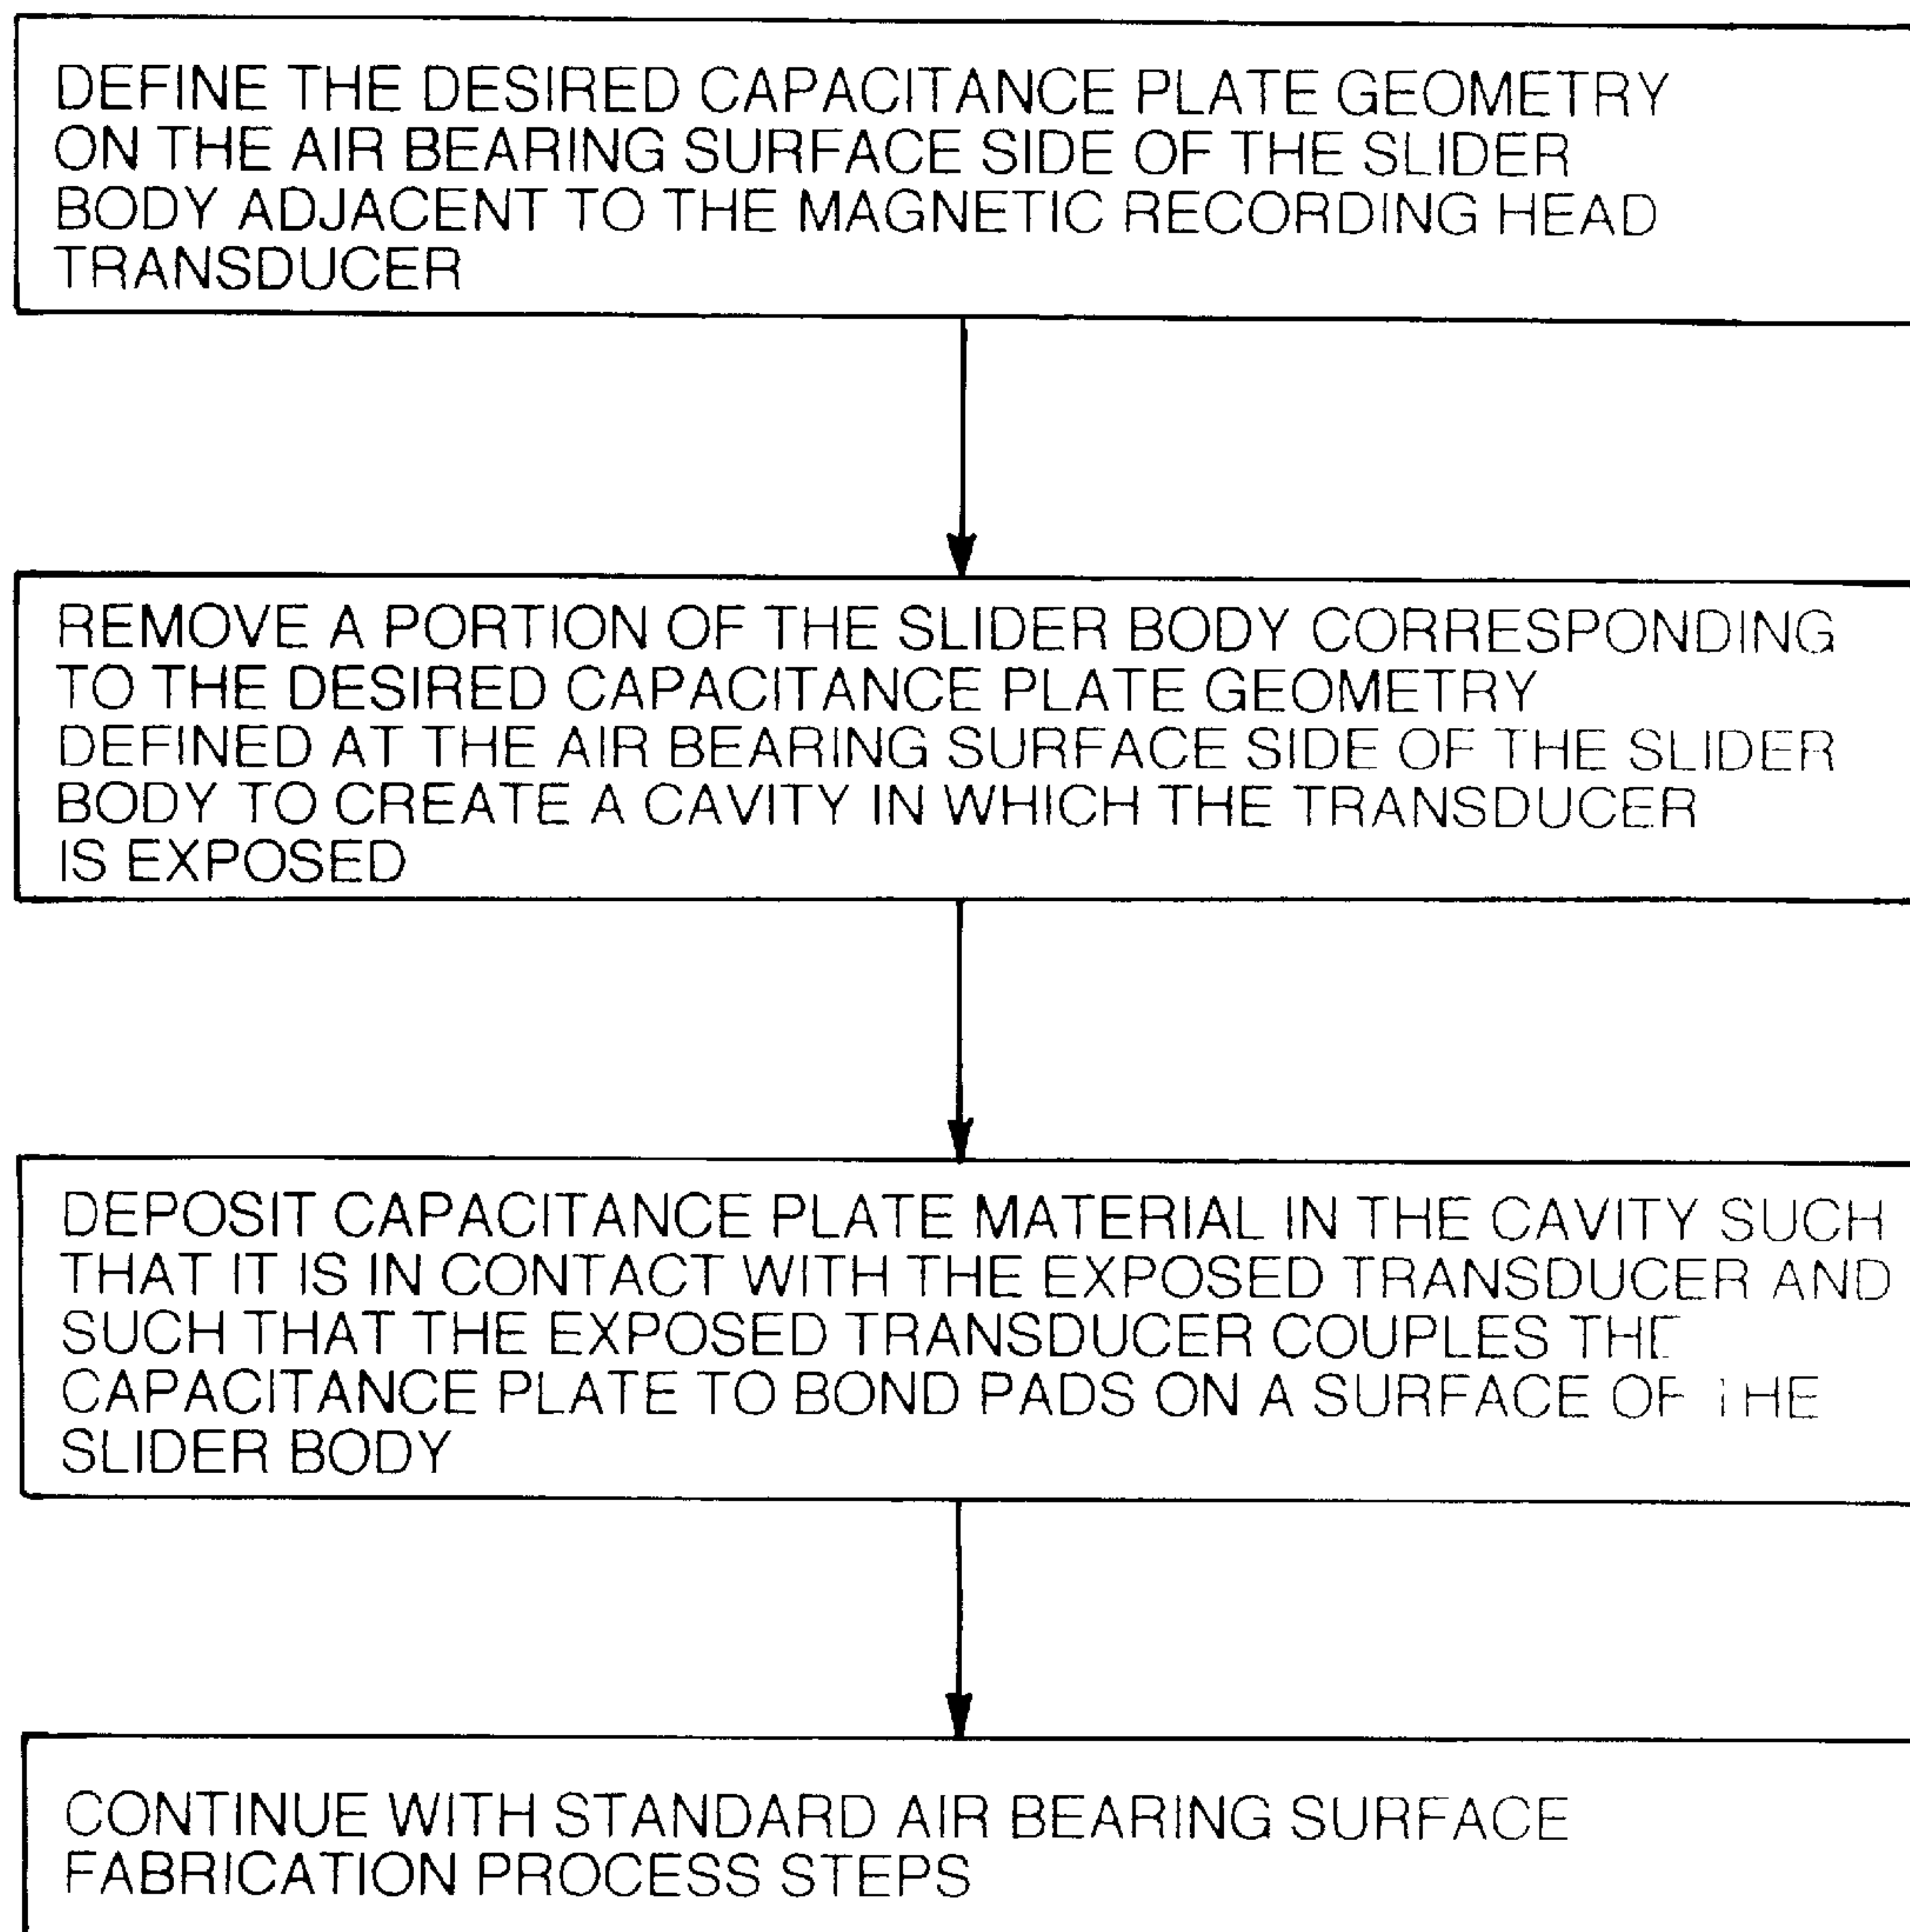 DEFINE THE DESIRED CAPACITANCE PLATE GEOMETRY
ON THE AIR BEARING SURFACE SIDE OF THE SLIDER
BODY ADJACENT TO THE MAGNETIC RECORDING HEAD
TRANSDUCER
REMOVE A PORTION OF THE SLIDER BODY CORRESPONDING
TO THE DESIRED CAPACITANCE PLATE GEOMETRY
DEFINED AT THE AIR BEARING SURFACE SIDE OF THE SLIDER
BODY TO CREATE A CAVITY IN WHICH THE TRANSDUCER
IS EXPOSED
DEPOSIT CAPACITANCE PLATE MATERIAL IN THE CAVITY SUCH
THAT IT IS IN CONTACT WITH THE EXPOSED TRANSDUCER AND
SUCH THAT THE EXPOSED TRANSDUCER COUPLES THE
CAPACITANCE PLATE TO BOND PADS ON A SURFACE OF THE
SLIDER BODY
CONTINUE WITH STANDARD AIR BEARING SURFACE
FABRICATION PROCESS STEPS